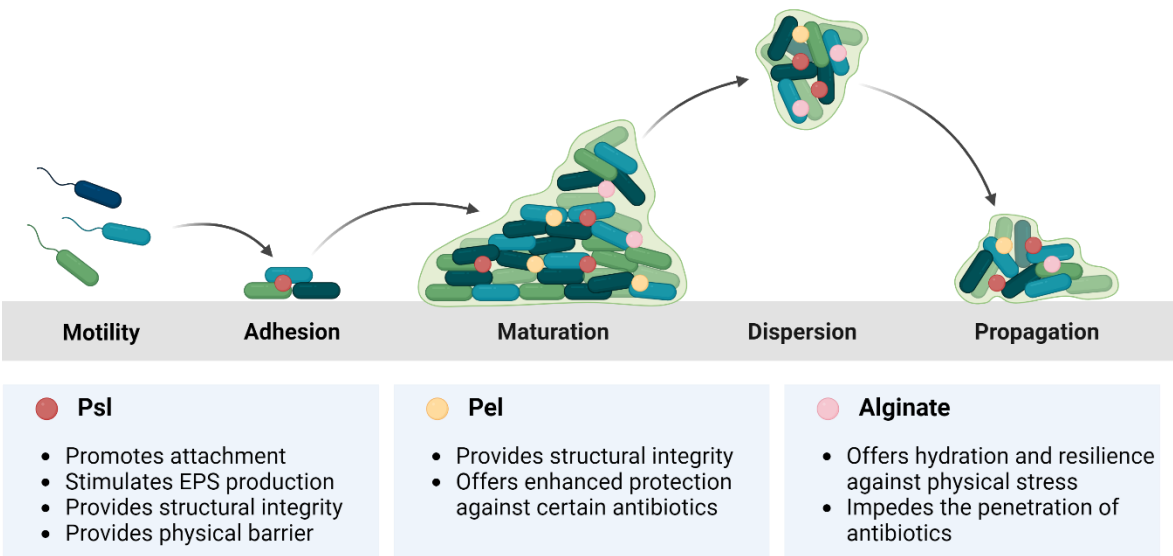 Motility Adhesion Maturation Dispersion Propagation
Psl
• Promotes attachment
• Stimulates EPS production
• Provides structural integrity
• Provides physical barrier
Pel
• Provides structural integrity
• Offers enhanced protection
against certain antibiotics
Alginate
• Offers hydration and resilience
against physical stress
• Impedes the penetration of
antibiotics